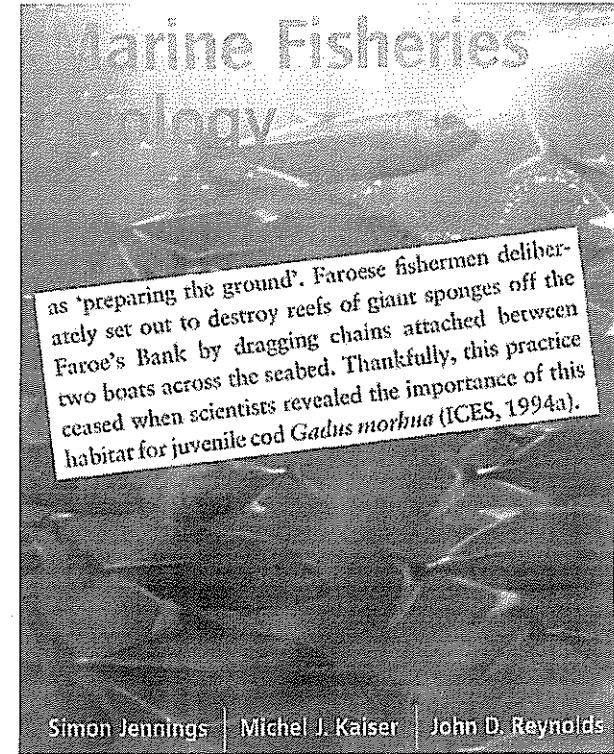 Marine Fisheries
ology
as 'preparing the ground'. Faroese fishermen deliber-
ately set out to destroy reefs of giant sponges off the
Faroe's Bank by dragging chains attached between
two boats across the seabed. Thankfully, this practice
ceased when scientists revealed the importance of this
habitat for juvenile cod Gadus morhua (ICES, 1994a).
Simon Jennings | Michel J. Kaiser | John D. Reynolds